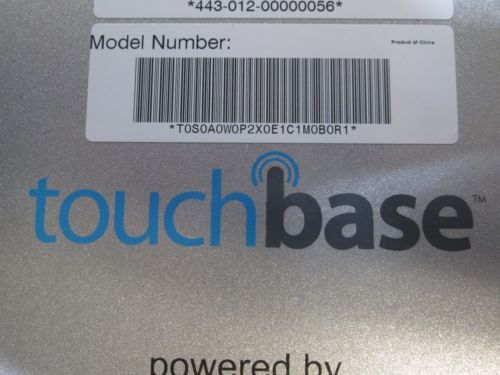 *443-012-00000056*
Model Number:
Product of China
*T0S0A0W0P2X0E1C1M0B0R1*
touchbase™
powered by